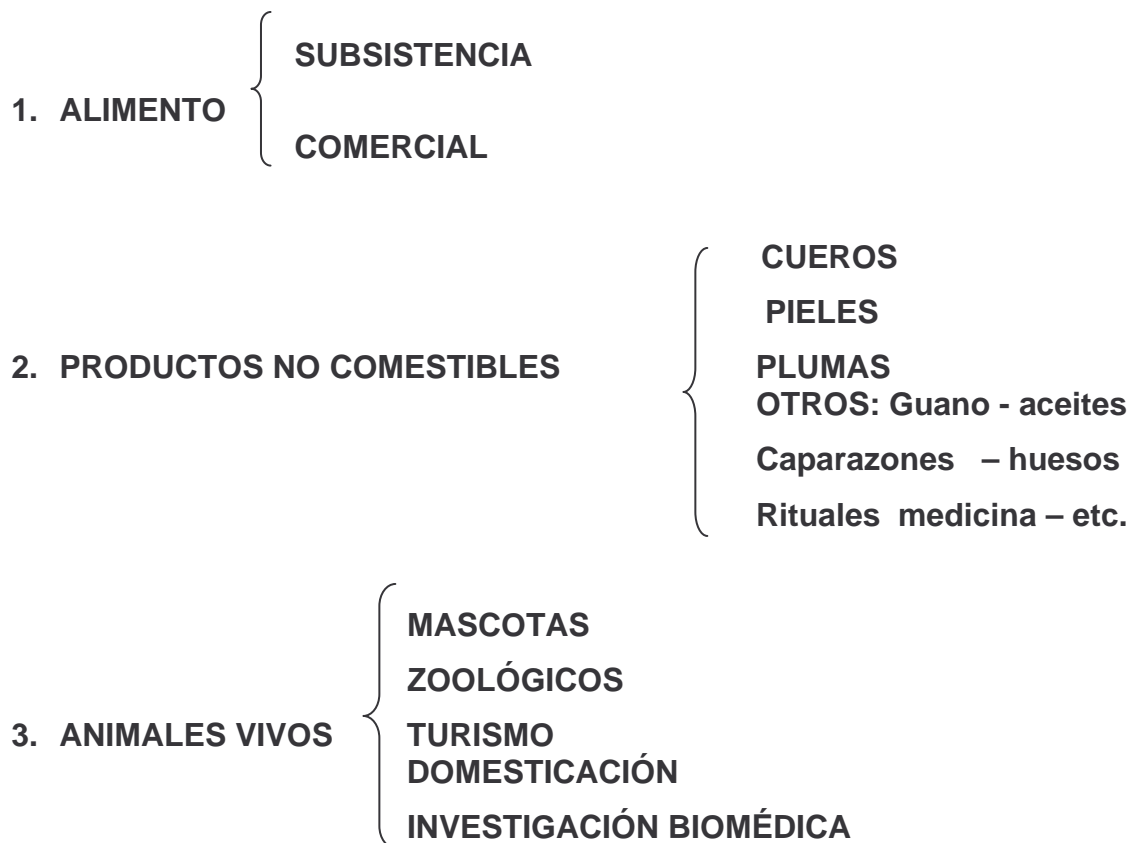 SUBSISTENCIA
1. ALIMENTO
COMERCIAL
CUEROS
PIELES
2. PRODUCTOS NO COMESTIBLES
PLUMAS
OTROS: Guano - aceites
Caparazones – huesos
Rituales medicina – etc.
MASCOTAS
ZOOLÓGICOS
3. ANIMALES VIVOS
TURISMO
DOMESTICACIÓN
INVESTIGACIÓN BIOMÉDICA